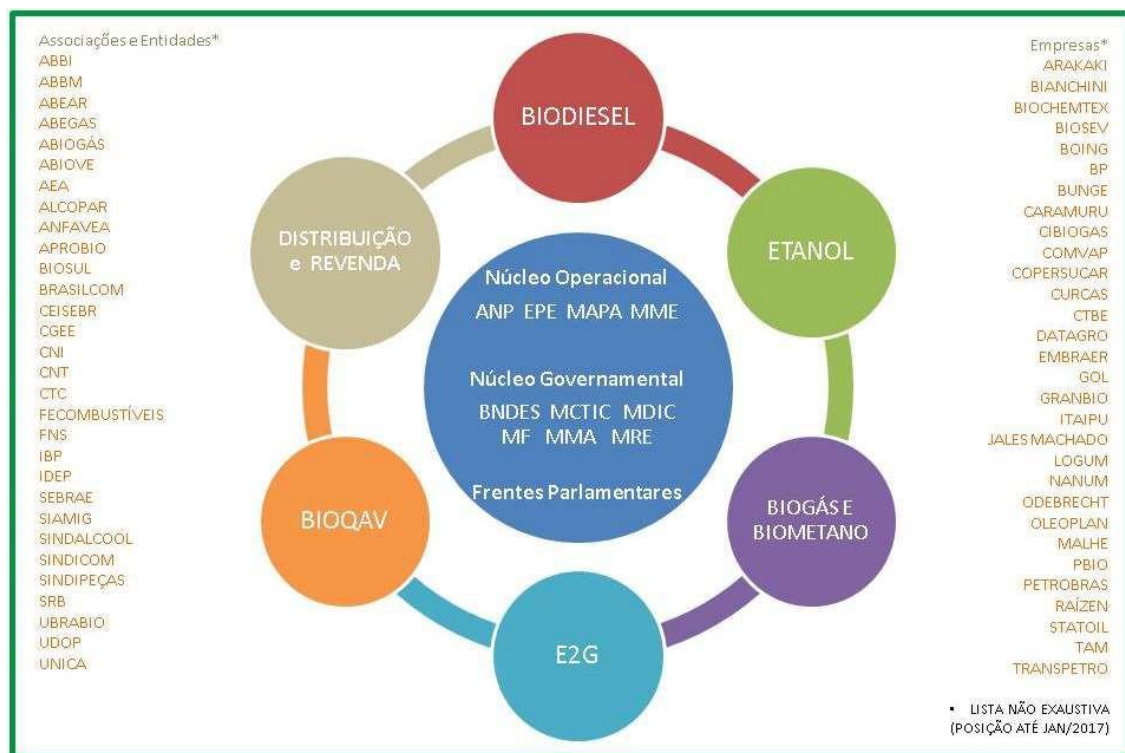 Associações e Entidades*
ABBI
ABBM
ABEAR
ABEGAS
ABIOGÁS
ABIOVE
AEA
ALCOPAR
ANFAVEA
APROBIO
BIOSUL
BRASILCOM
CEISEBR
CGEE
CNI
CNT
CTC
FECOMBUSTÍVEIS
FNS
IBP
IDEP
SEBRAE
SIAMIG
SINDALCOOL
SINDICOM
SINDIPEÇAS
SRB
UBRABIO
UDOP
UNICA
BIODIESEL
ETANOL
BIOGÁS E
BIOMETANO
E2G
BIOQAV
DISTRIBUIÇÃO
e REVENDA
Núcleo Operacional
ANP EPE MAPA MME
Núcleo Governamental
BNDES MCTIC MDIC
MF MMA MRE
Frentes Parlamentares
Empresas*
ARAKAKI
BIANCHINI
BIOCHEMTEX
BIOSEV
BOING
BP
BUNGE
CARAMURU
CIBIOGAS
COMVAP
COPERSUCAR
CURCAS
CTBE
DATAGRO
EMBRAER
GOL
GRANBIO
ITAIPU
JALES MACHADO
LOGUM
NANUM
ODEBRECHT
OLEOPLAN
MALHE
PBIO
PETROBRAS
RAÍZEN
STATOIL
TAM
TRANSPETRO
• LISTA NÃO EXAUSTIVA
(POSIÇÃO ATÉ JAN/2017)